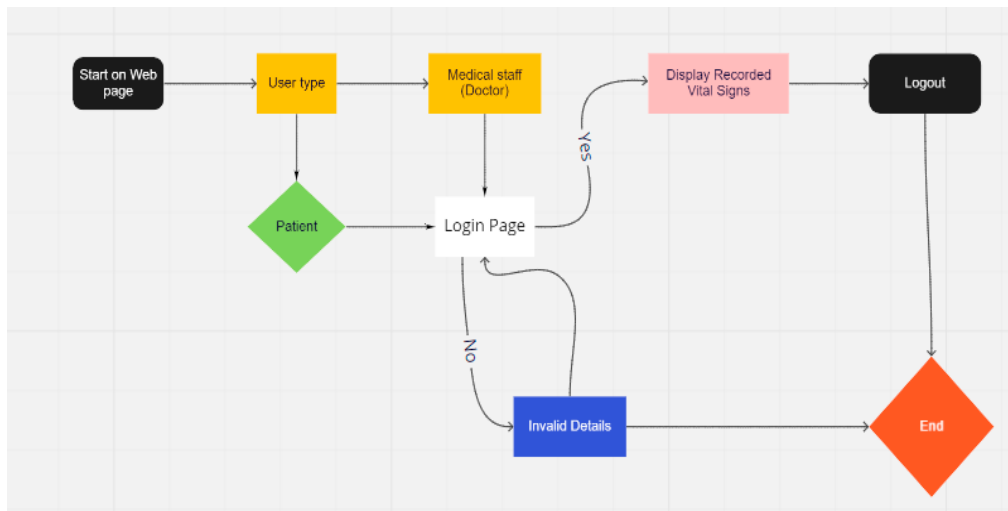 Start on Web
page
User type
Medical staff
(Doctor)
Display Recorded
Vital Signs
Logout
Yes
Patient
Login Page
No
Invalid Details
End